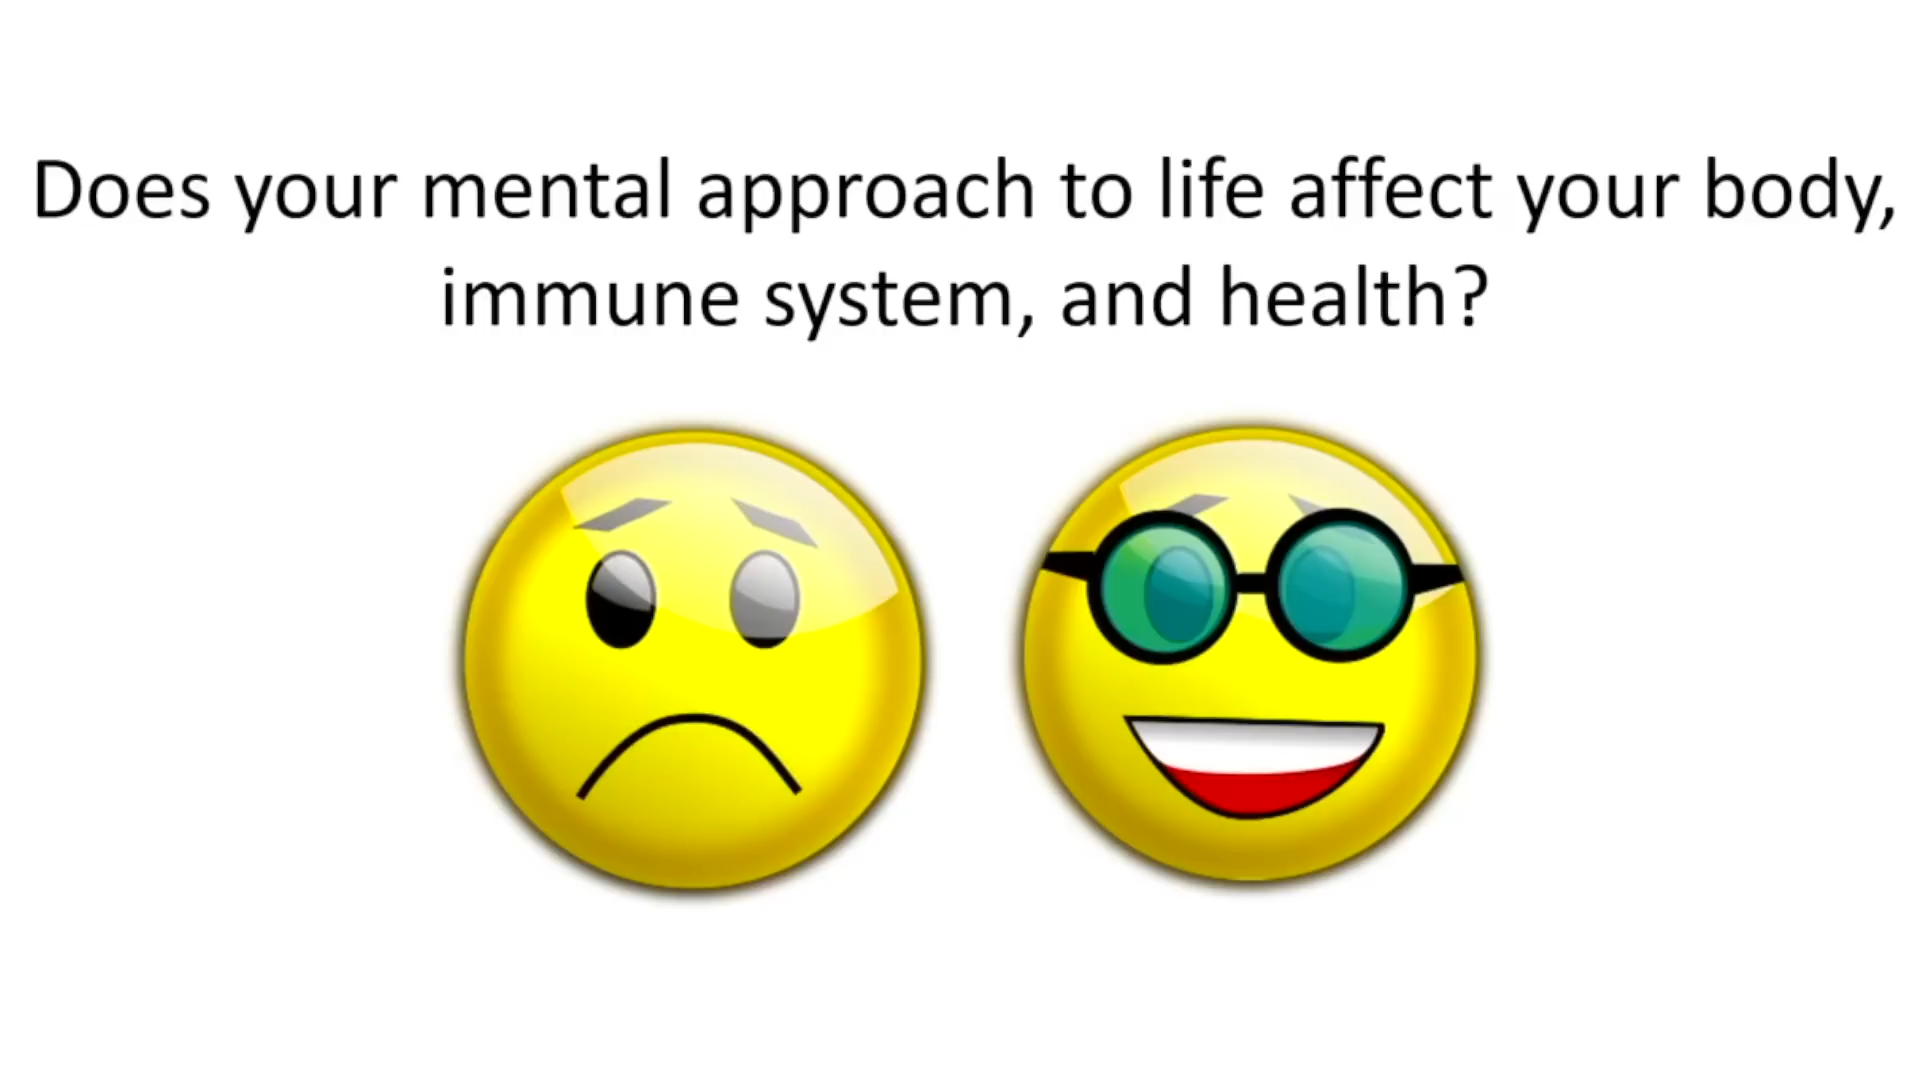 Does your mental approach to life affect your body,
immune system, and health?